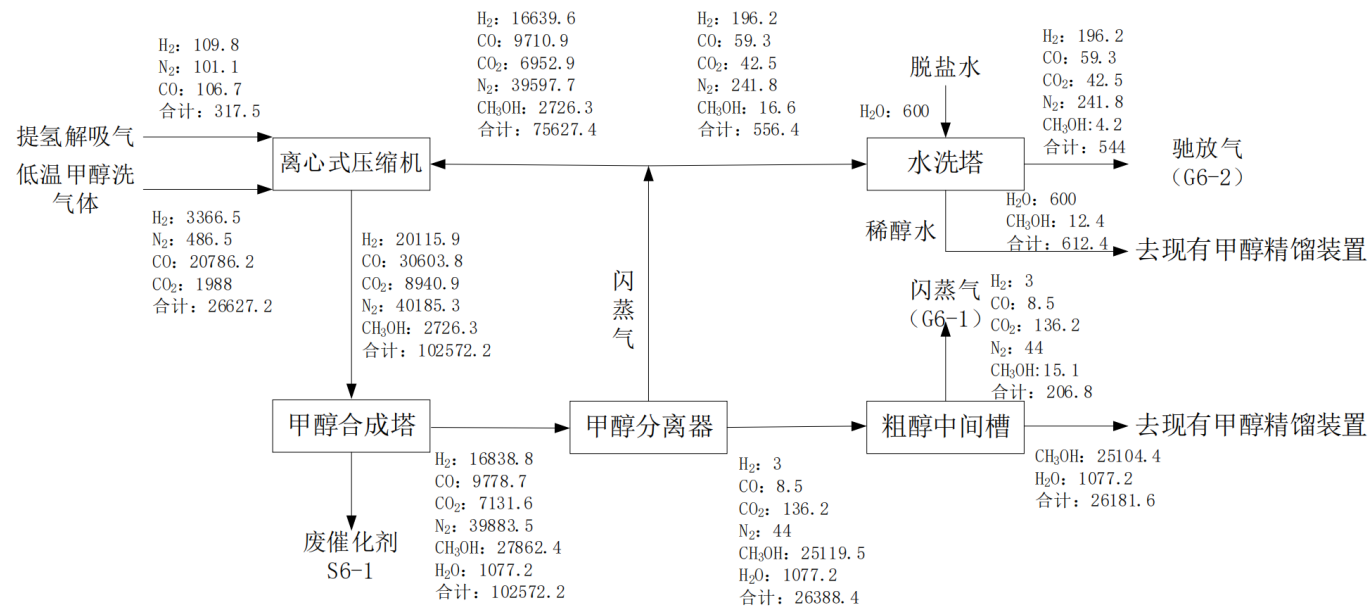 H₂: 109.8
N₂: 101.1
CO: 106.7
合计: 317.5
提氢解吸气
低温甲醇洗
气体
H₂: 3366.5
N₂: 486.5
CO: 20786.2
CO₂: 1988
合计: 26627.2
离心式压缩机
H₂: 16639.6
CO: 9710.9
CO₂: 6952.9
N₂: 39597.7
CH₃OH: 2726.3
合计: 75627.4
H₂: 196.2
CO: 59.3
CO₂: 42.5
N₂: 241.8
CH₃OH: 16.6
合计: 556.4
脱盐水
H₂O: 600
水洗塔
H₂: 196.2
CO: 59.3
CO₂: 42.5
N₂: 241.8
CH₃OH:4.2
合计: 544
驰放气
(G6-2)
稀醇水
H₂O: 600
CH₃OH: 12.4
合计: 612.4
去现有甲醇精馏装置
H₂: 20115.9
CO: 30603.8
CO₂: 8940.9
N₂: 40185.3
CH₃OH: 2726.3
合计: 102572.2
闪
蒸
气
闪蒸气
(G6-1)
H₂: 3
CO: 8.5
CO₂: 136.2
N₂: 44
CH₃OH:15.1
合计: 206.8
甲醇合成塔
甲醇分离器
粗醇中间槽
去现有甲醇精馏装置
H₂: 16838.8
CO: 9778.7
CO₂: 7131.6
N₂: 39883.5
CH₃OH: 27862.4
H₂O: 1077.2
合计: 102572.2
H₂: 3
CO: 8.5
CO₂: 136.2
N₂: 44
CH₃OH: 25119.5
H₂O: 1077.2
合计: 26388.4
CH₃OH: 25104.4
H₂O: 1077.2
合计: 26181.6
废催化剂
S6-1